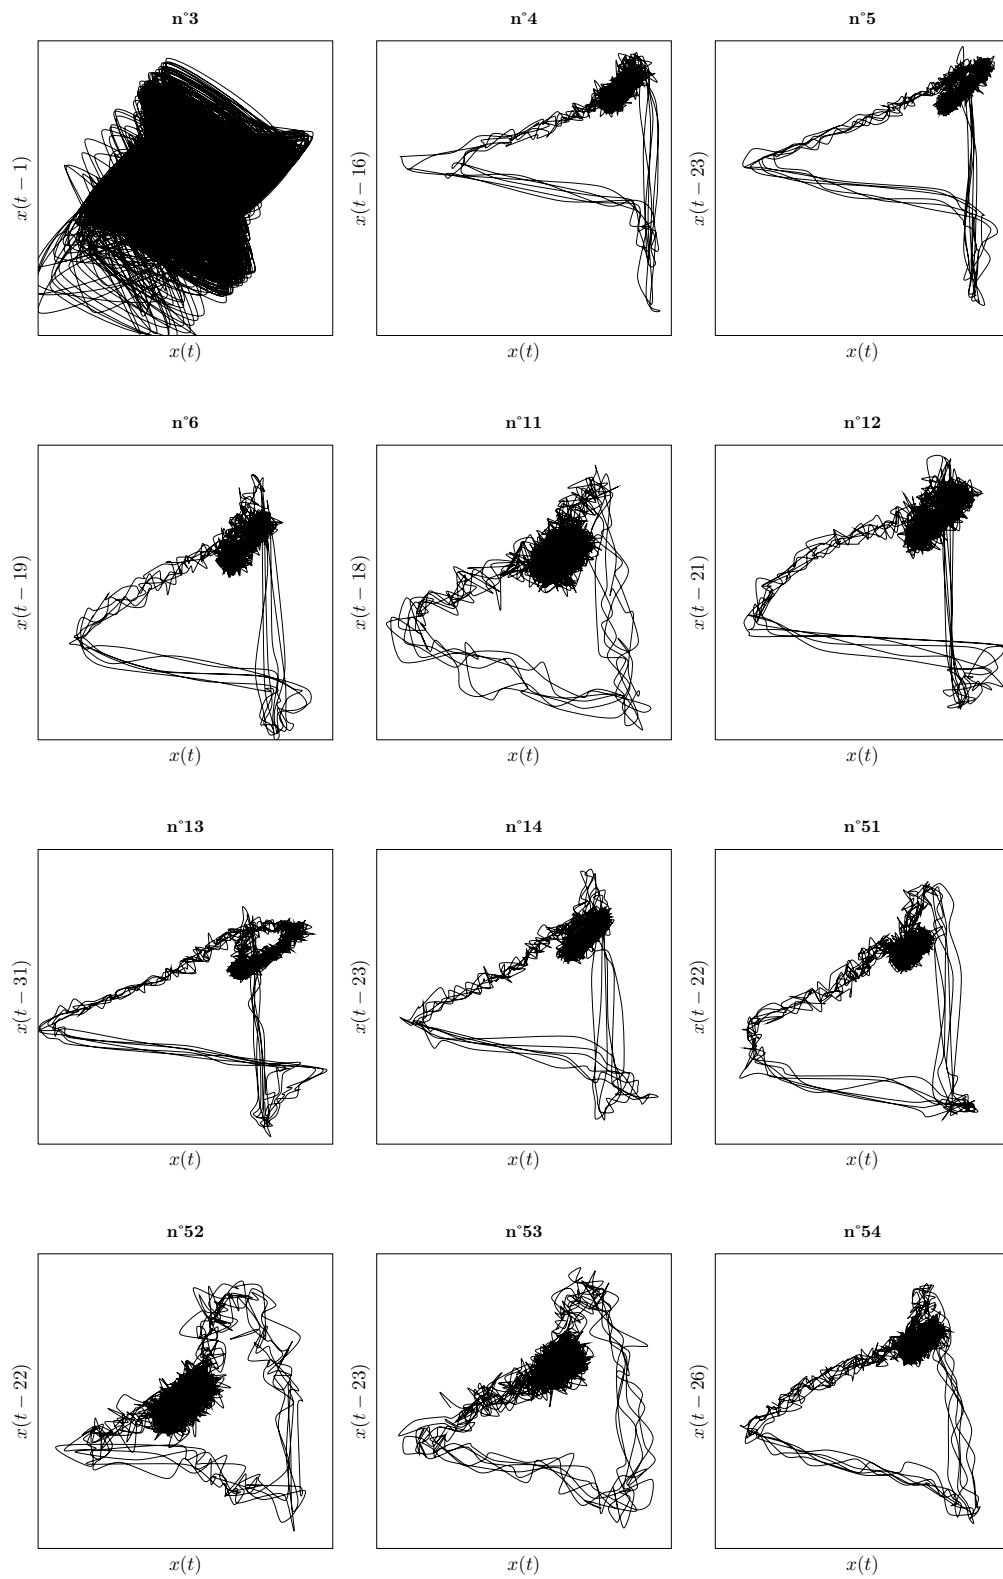 n°3 n°4 n°5
x(t − 1) x(t − 16) x(t − 23)
x(t) x(t) x(t)
n°6 n°11 n°12
x(t − 19) x(t − 18) x(t − 21)
x(t) x(t) x(t)
n°13 n°14 n°51
x(t − 31) x(t − 23) x(t − 22)
x(t) x(t) x(t)
n°52 n°53 n°54
x(t − 22) x(t − 23) x(t − 26)
x(t) x(t) x(t)